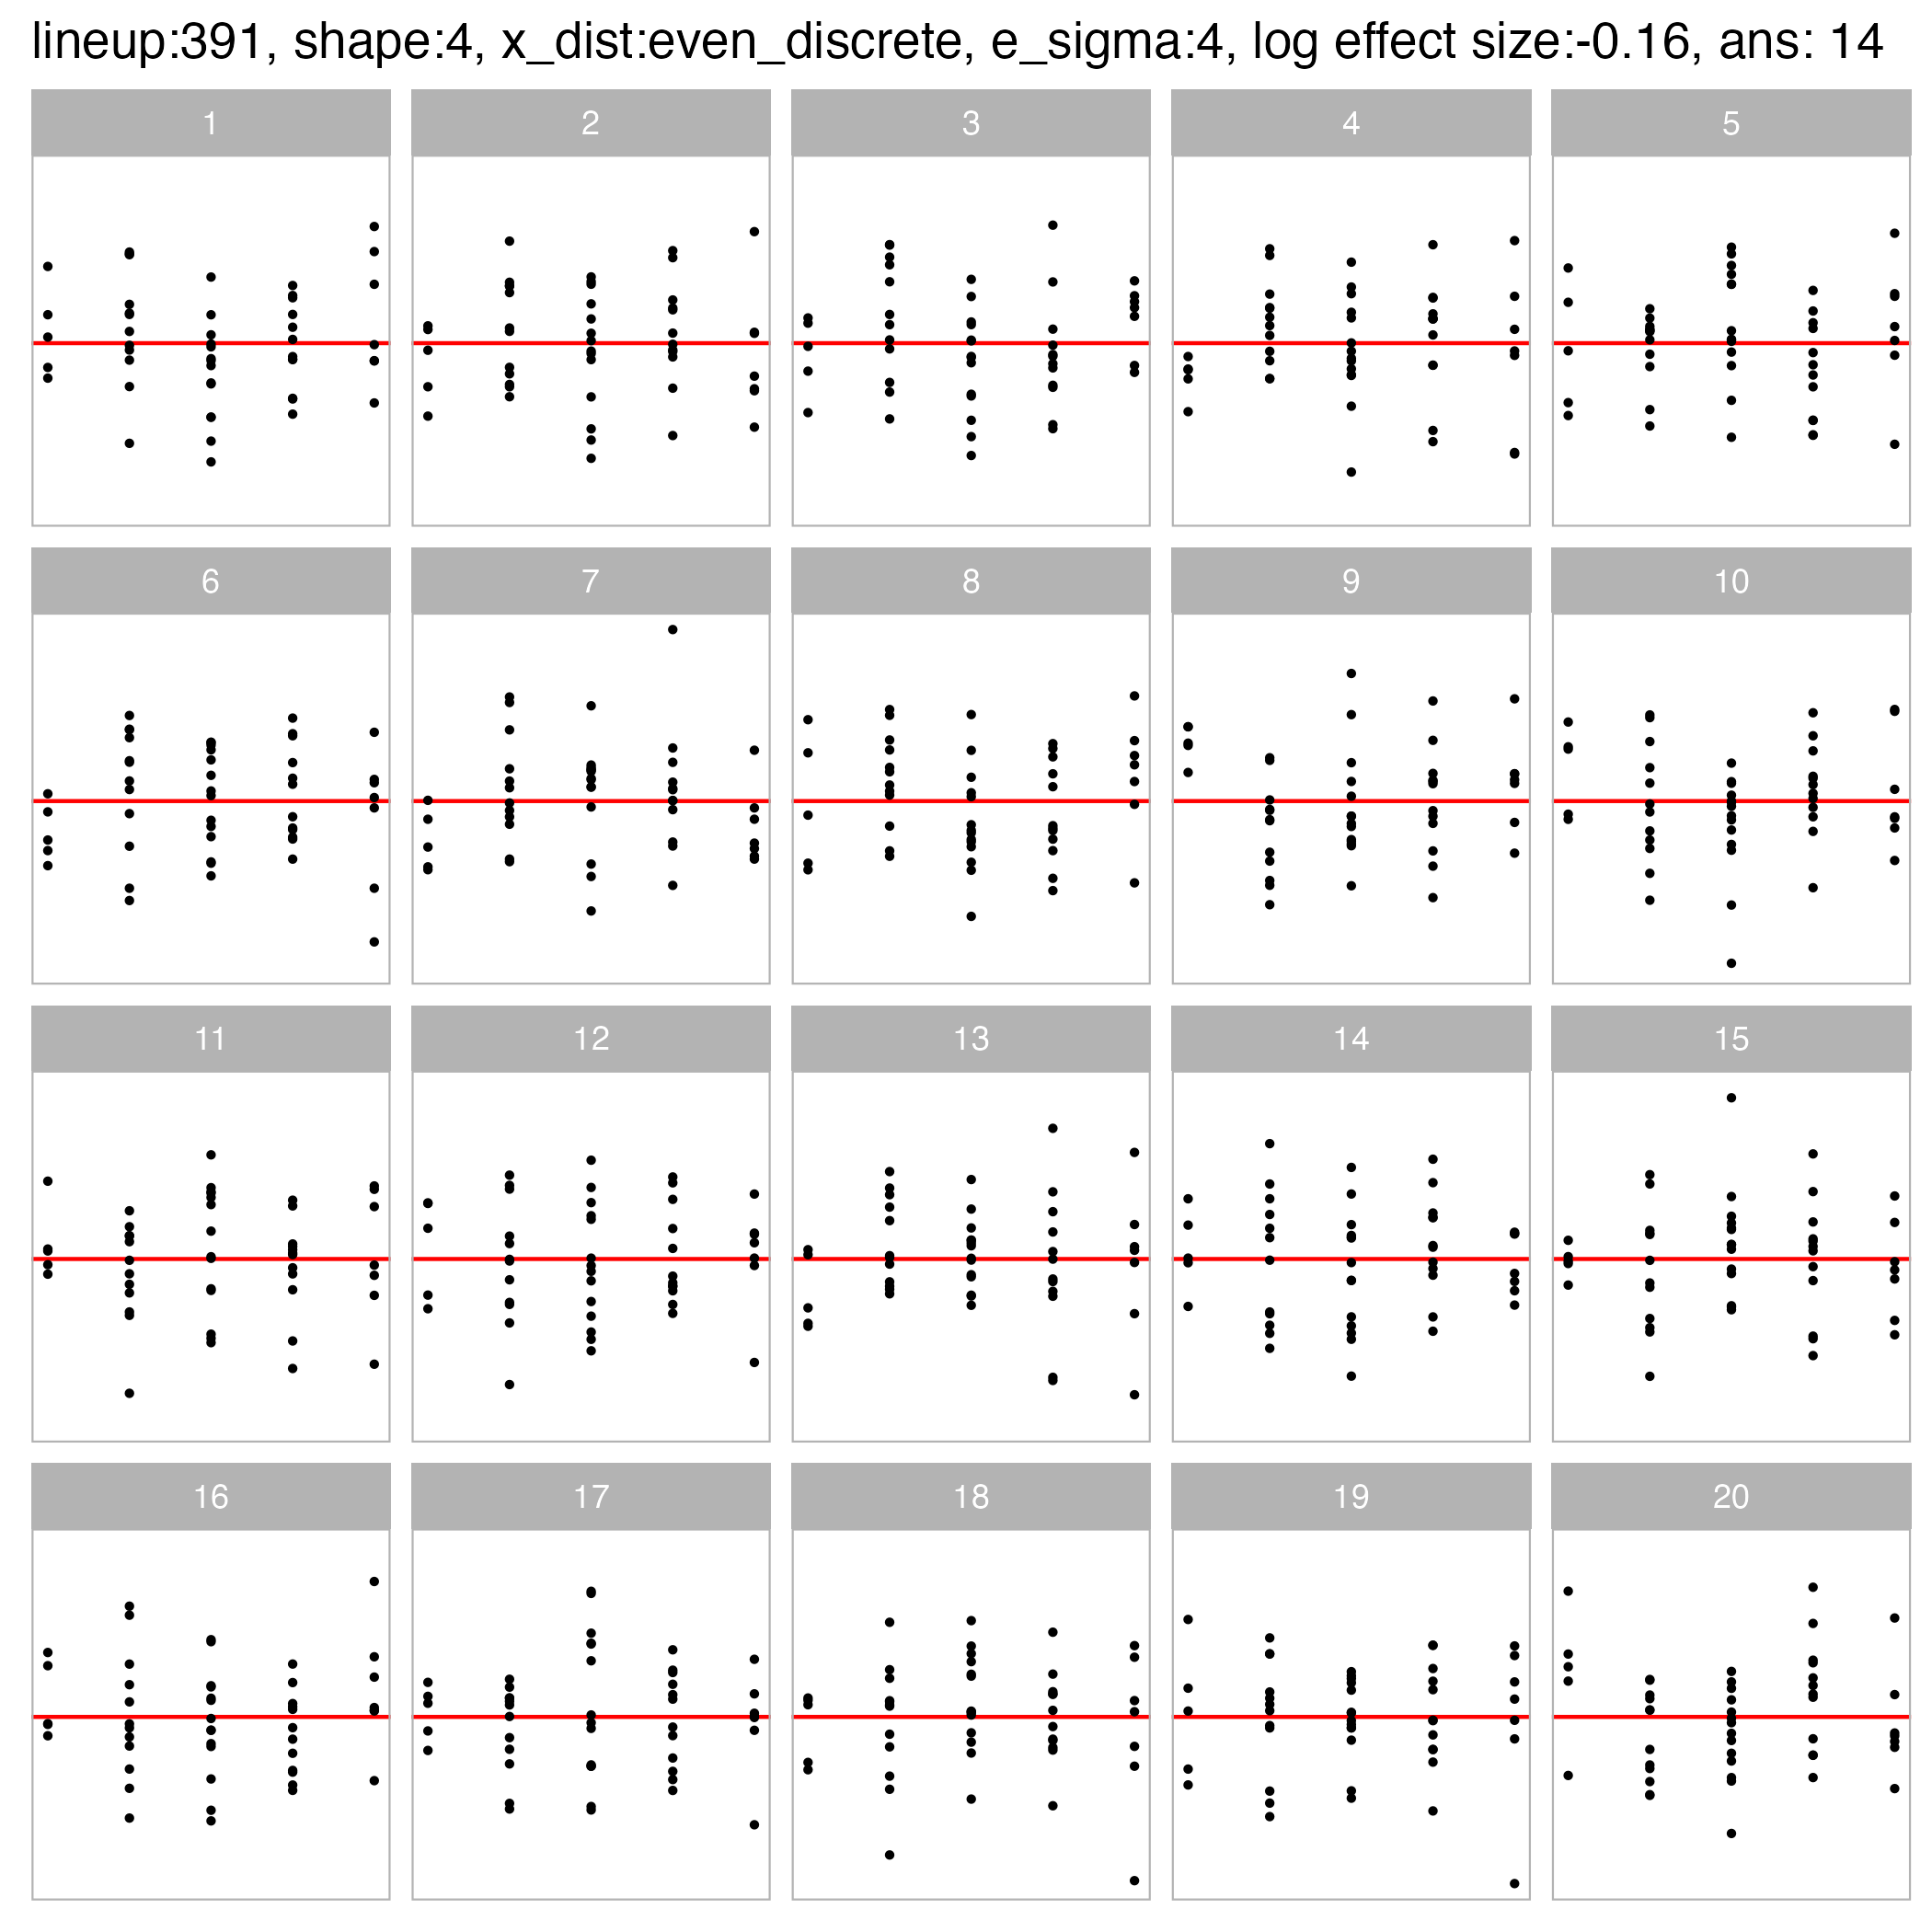 lineup:391, shape:4, x_dist:even_discrete, e_sigma:4, log effect size:-0.16, ans: 14
1 2 3 4 5
6 7 8 9 10
11 12 13 14 15
16 17 18 19 20